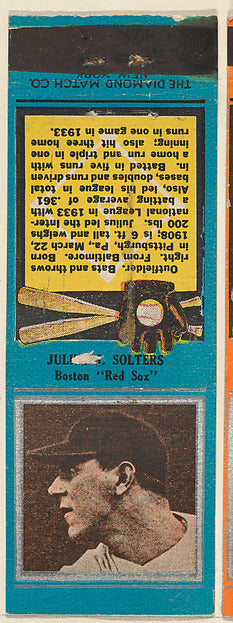 Outfielder. Bats and throws
right. From Baltimore. Born
in Pittsburgh, Pa., March 22,
1908; is 6 ft. tall and weighs
200 lbs. Julius led the Inter-
national League in 1933 with
a batting average of .361.
Also led his league in total
bases, doubles and runs driven
in. Batted in five runs with
a home run and triple in one
inning; also hit three home
runs in one game in 1933.
THE DIAMOND MATCH CO.
NEW YORK
SOLTERS
Boston "Red Sox"